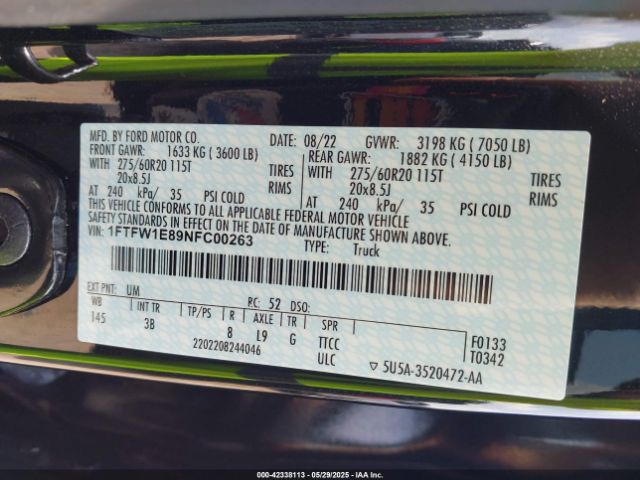 MFD. BY FORD MOTOR CO. DATE: 08/22 GVWR: 3198 KG ( 7050 LB)
FRONT GAWR: 1633 KG ( 3600 LB) REAR GAWR: 1882 KG ( 4150 LB)
WITH 275/60R20 115T TIRES WITH 275/60R20 115T TIRES
20x8.5J RIMS 20x8.5J RIMS
AT 240 kPa/ 35 PSI COLD AT 240 kPa/ 35 PSI COLD
THIS VEHICLE CONFORMS TO ALL APPLICABLE FEDERAL MOTOR VEHICLE
SAFETY STANDARDS IN EFFECT ON THE DATE OF MANUFACTURE SHOWN ABOVE.
VIN: 1FTFW1E89NFC00263
TYPE: Truck
EXT PNT: UM RC: 52 DSO:
WB INT TR TP/PS R AXLE TR SPR
145 3B 8 L9 G TTCC F0133
2202208244046 ULC T0342
5U5A-3520472-AA
00-42338113 - 05/29/2025 - IAAI.com